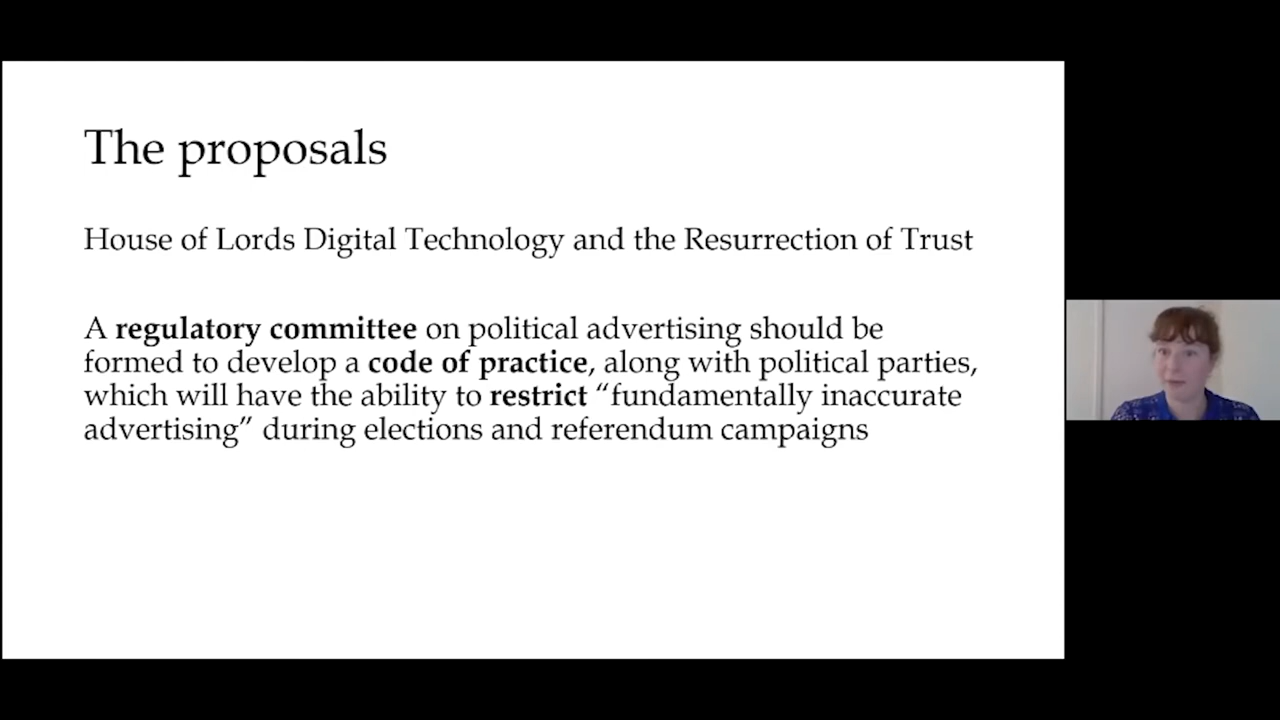 The proposals
House of Lords Digital Technology and the Resurrection of Trust
A regulatory committee on political advertising should be
formed to develop a code of practice, along with political parties,
which will have the ability to restrict “fundamentally inaccurate
advertising” during elections and referendum campaigns